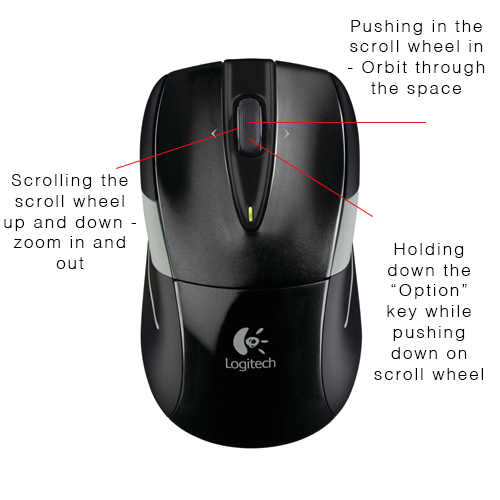 Pushing in the
scroll wheel in
- Orbit through
the space
Scrolling the
scroll wheel
up and down -
zoom in and
out
Holding
down the
“Option”
key while
pushing
down on
scroll wheel
Logitech